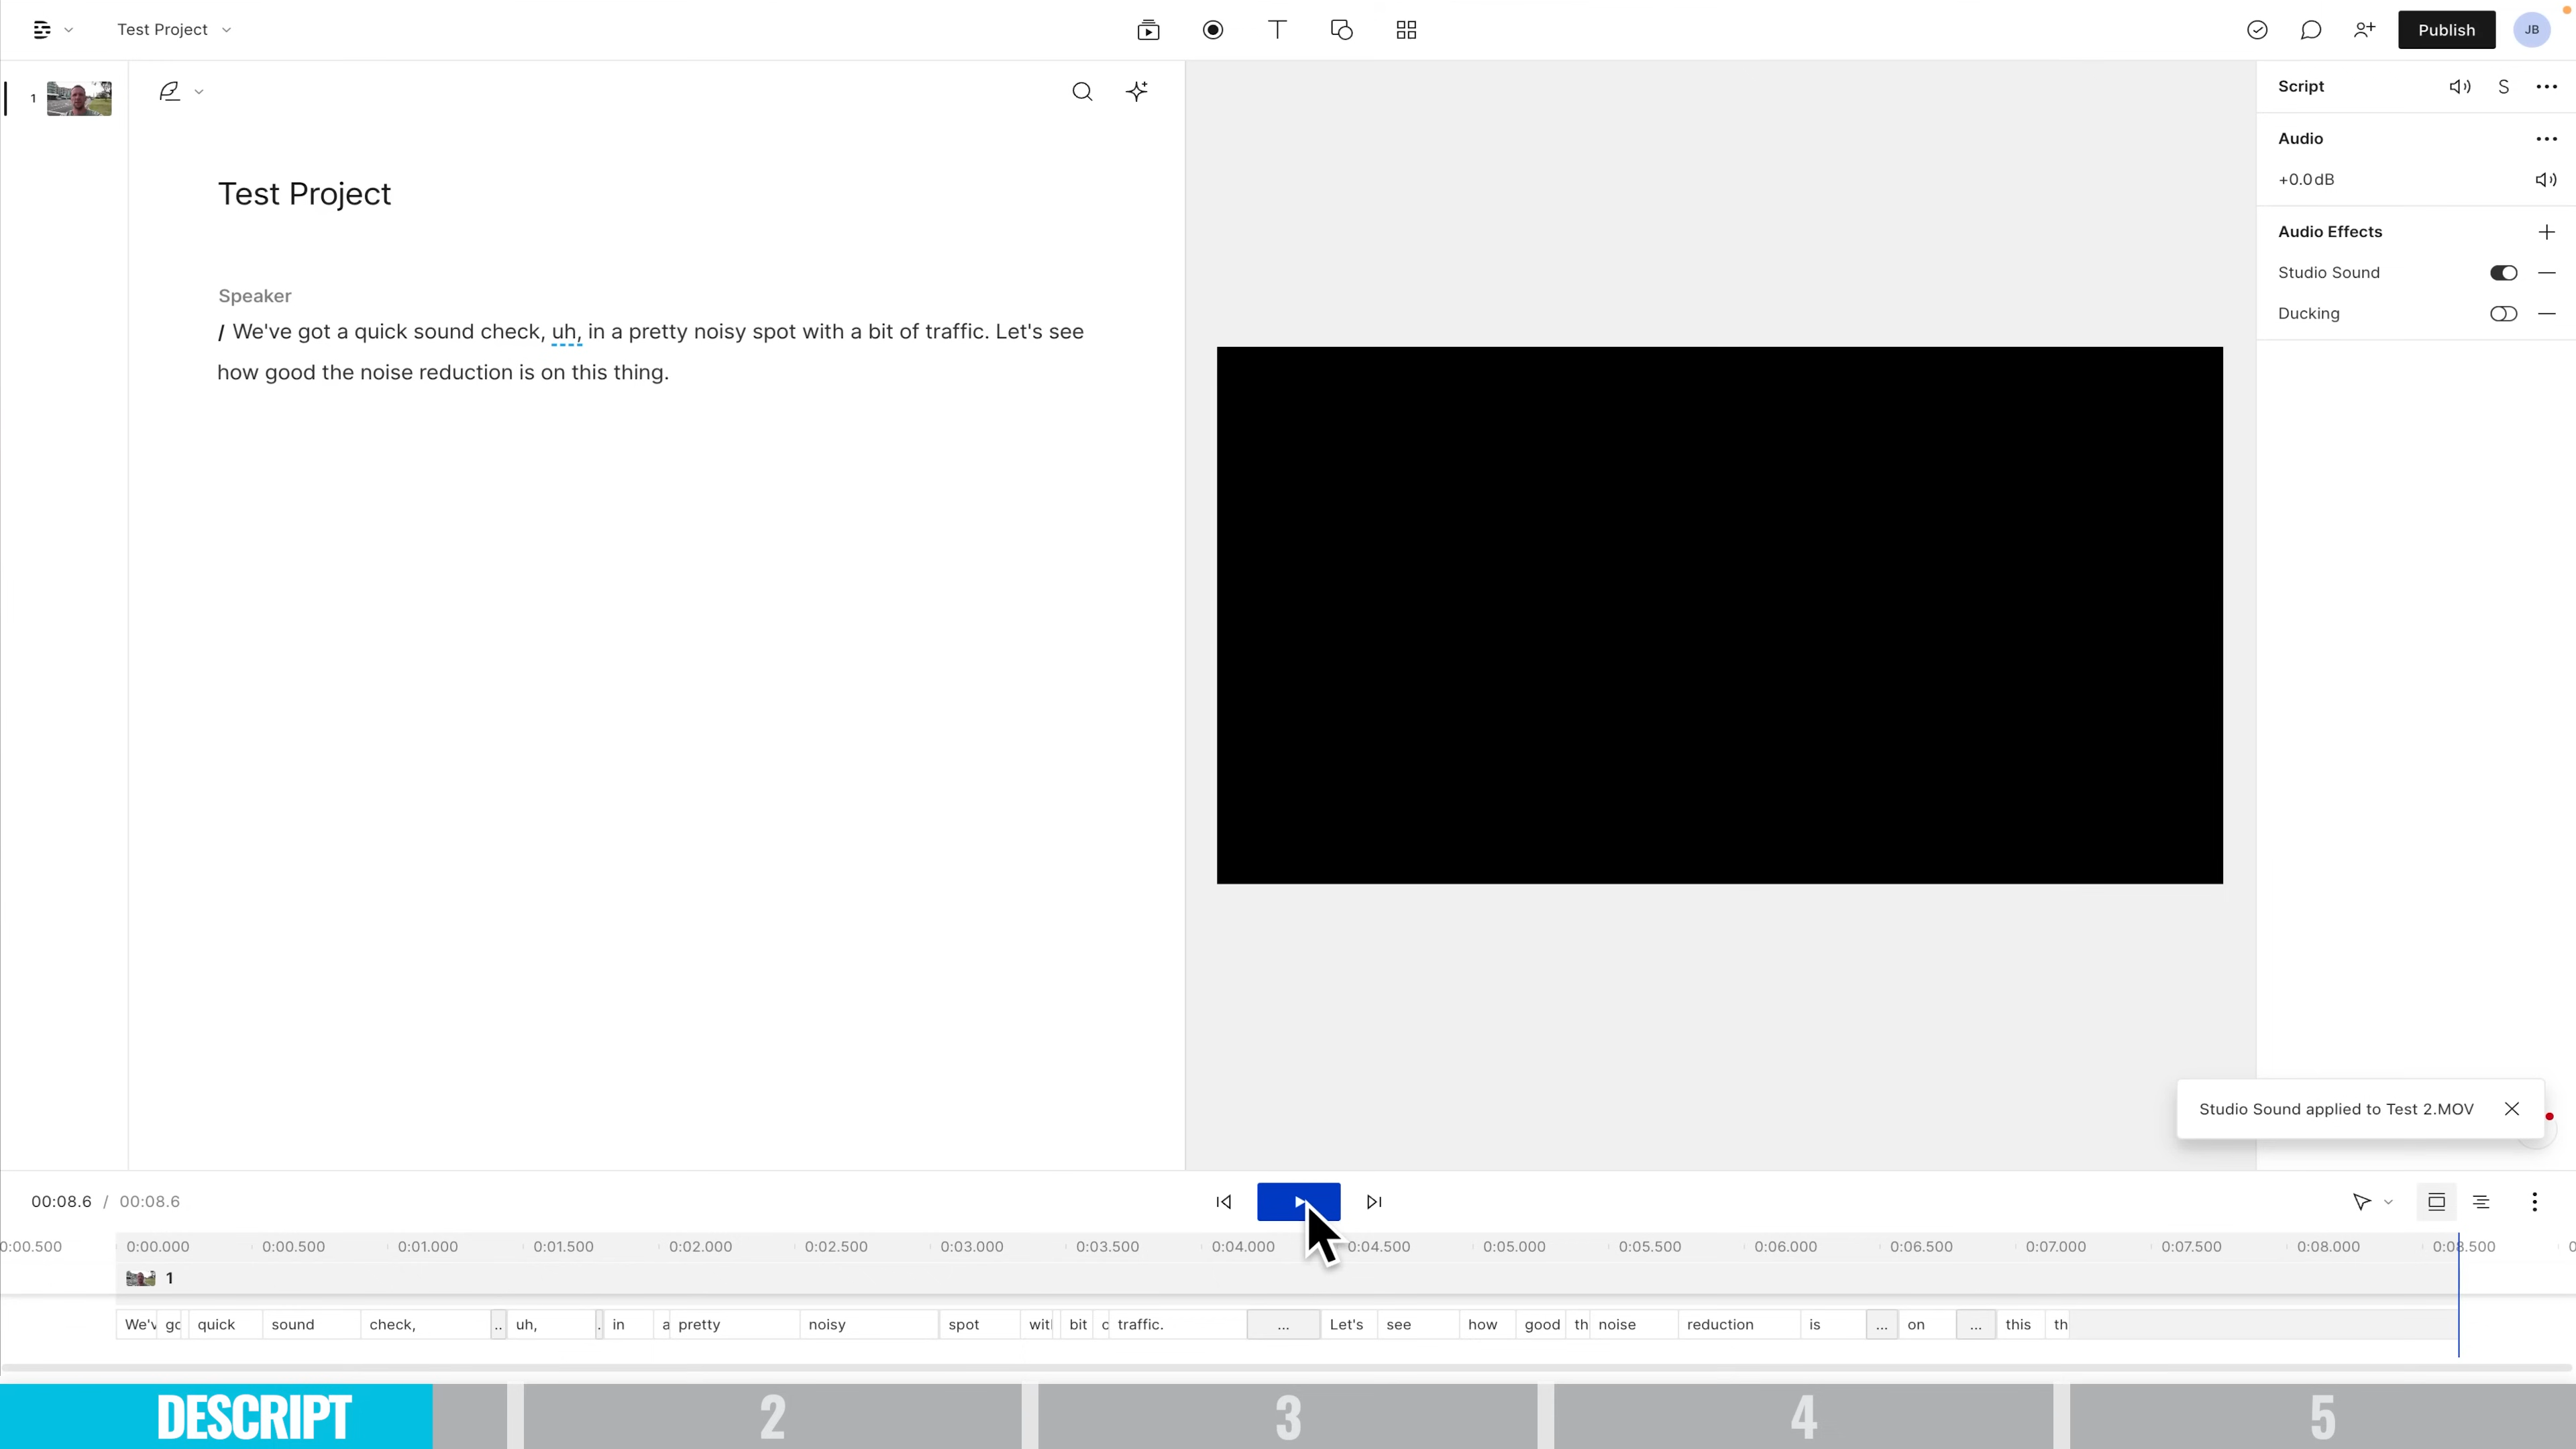 Test Project
Publish
JB
1
Script
S
Audio
+0.0dB
Audio Effects
Studio Sound
Ducking
Test Project
Speaker
/ We've got a quick sound check, uh, in a pretty noisy spot with a bit of traffic. Let's see
how good the noise reduction is on this thing.
Studio Sound applied to Test 2.MOV
00:08.6 / 00:08.6
0:00.500 0:00.000 0:00.500 0:01.000 0:01.500 0:02.000 0:02.500 0:03.000 0:03.500 0:04.000 0:04.500 0:05.000 0:05.500 0:06.000 0:06.500 0:07.000 0:07.500 0:08.000 0:08.500
1
We'v go quick sound check, .. uh, . in a pretty noisy spot wit bit traffic. ... Let's see how good th noise reduction is ... on ... this th
DESCRIPT 2 3 4 5